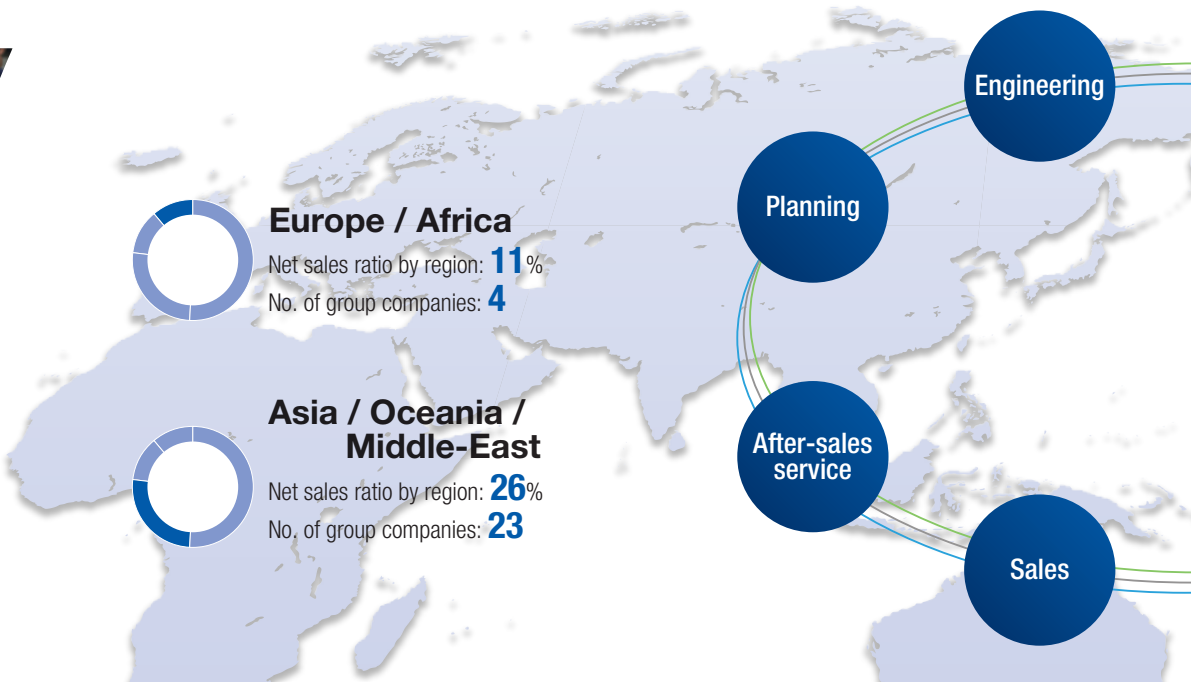 Engineering
Planning
Europe / Africa
Net sales ratio by region: 11%
No. of group companies: 4
Asia / Oceania /
Middle-East
Net sales ratio by region: 26%
No. of group companies: 23
After-sales
service
Sales